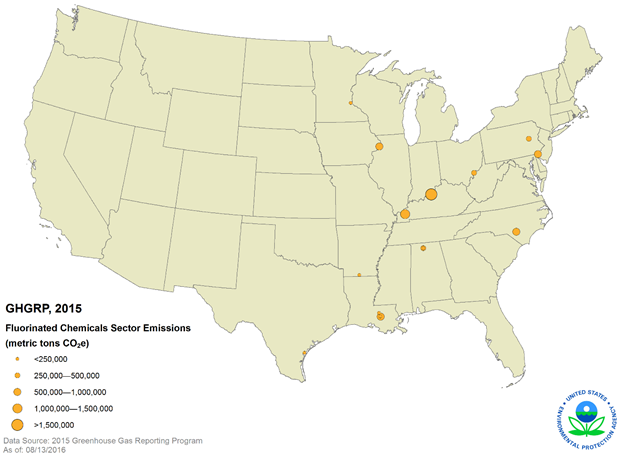 GHGRP, 2015
Fluorinated Chemicals Sector Emissions
(metric tons CO₂e)
<250,000
250,000—500,000
500,000—1,000,000
1,000,000—1,500,000
>1,500,000
Data Source: 2015 Greenhouse Gas Reporting Program
As of: 08/13/2016
UNITED STATES
ENVIRONMENTAL PROTECTION AGENCY